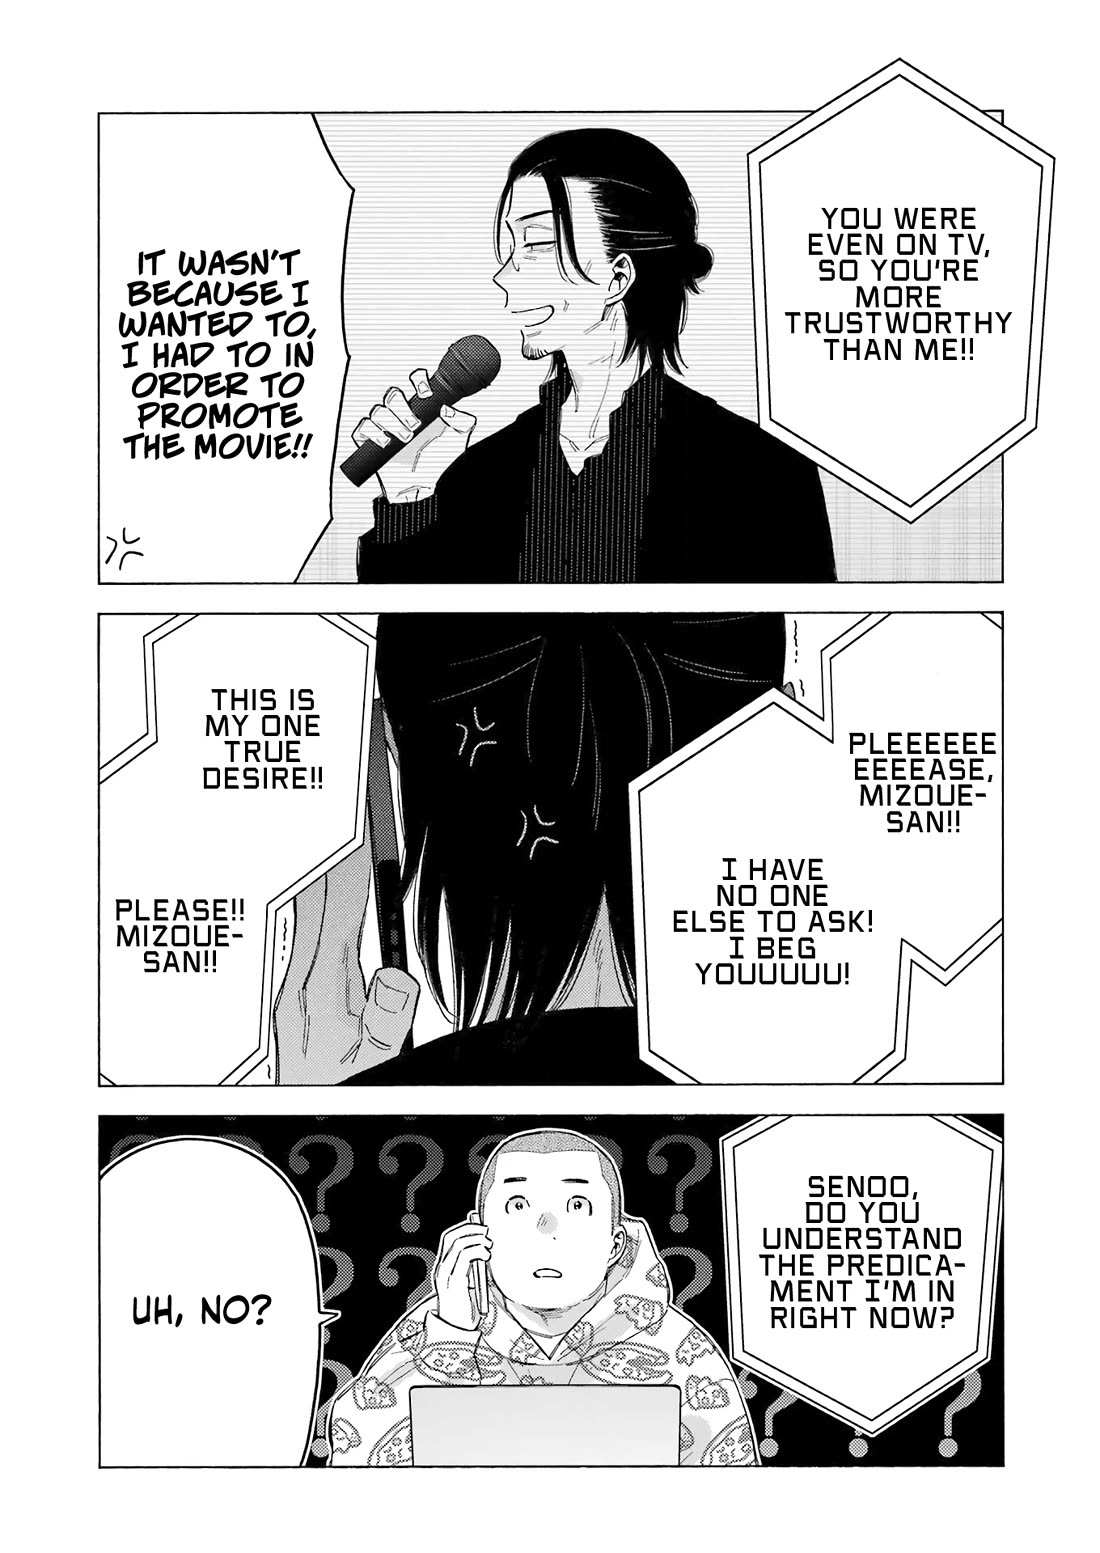 YOU WERE
EVEN ON TV,
SO YOU'RE
MORE
TRUSTWORTHY
THAN ME!!
IT WASN'T
BECAUSE I
WANTED TO,
I HAD TO IN
ORDER TO
PROMOTE
THE MOVIE!!
PLEEEEEE
EEEEASE,
MIZOUE-
SAN!!
I HAVE
NO ONE
ELSE TO ASK!
I BEG
YOUUUUU!
THIS IS
MY ONE
TRUE
DESIRE!!
PLEASE!!
MIZOUE-
SAN!!
SENOO,
DO YOU
UNDERSTAND
THE PREDICA-
MENT I'M IN
RIGHT NOW?
UH, NO?
? ? ? ? ? ? ? ? ? ? ?